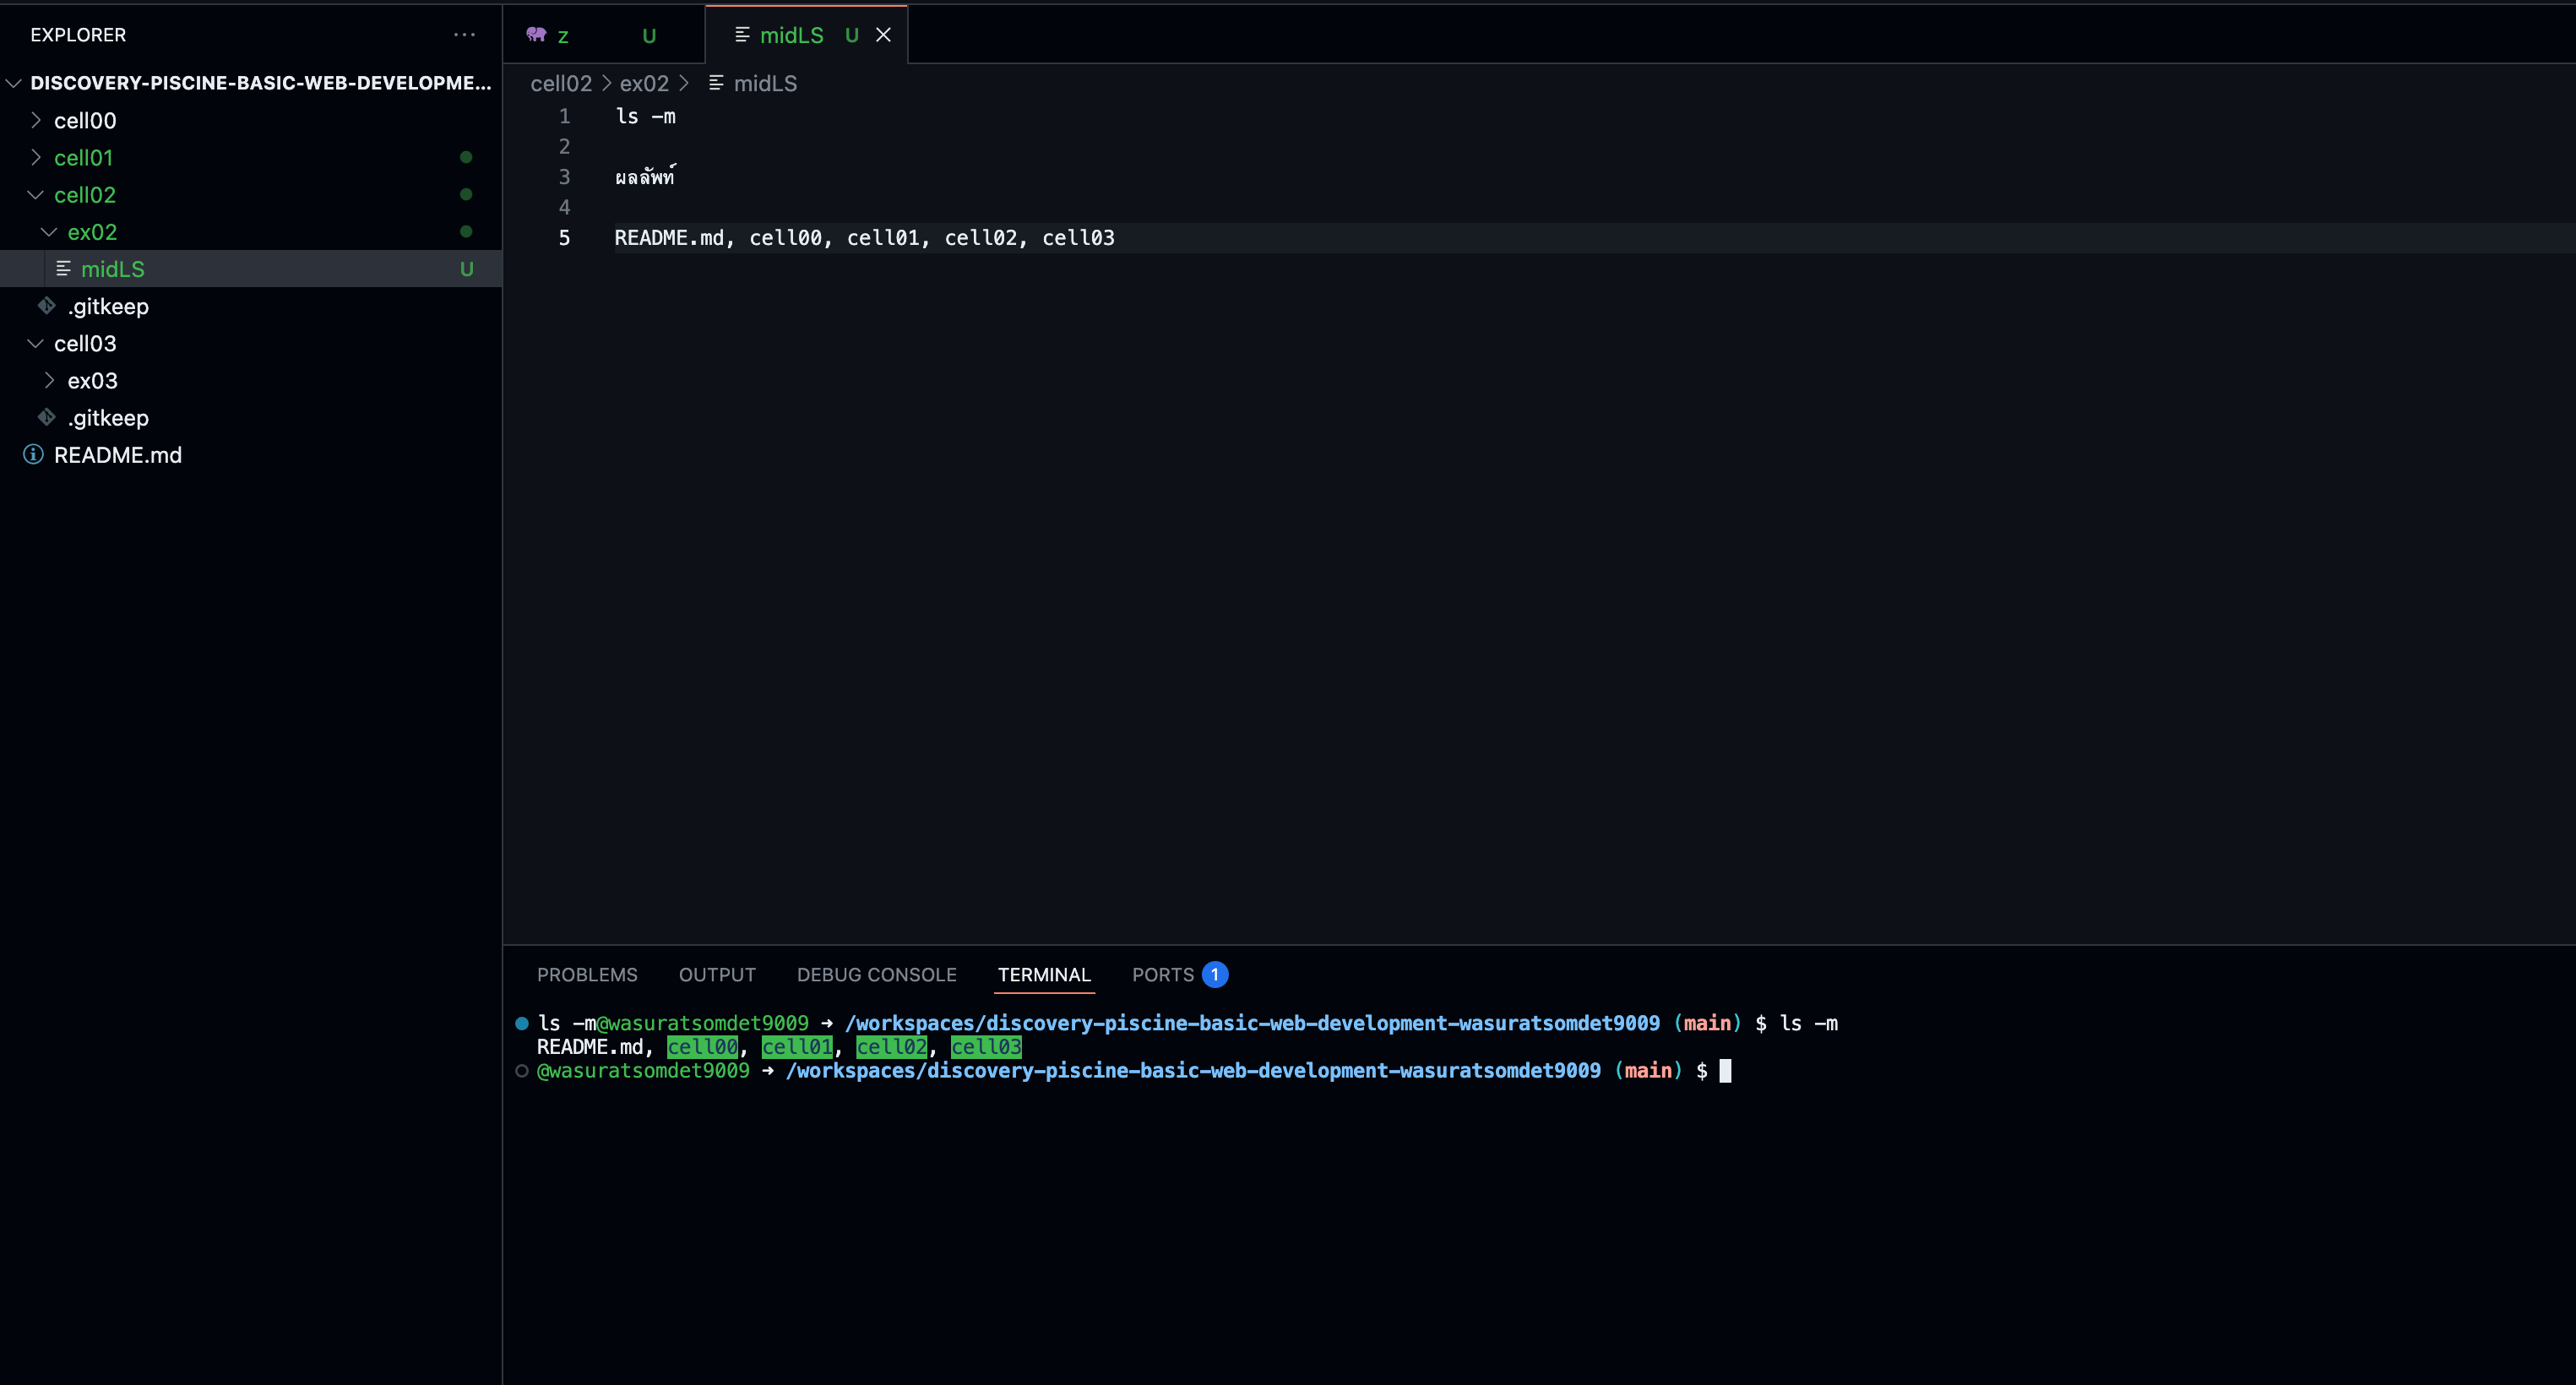 EXPLORER
DISCOVERY-PISCINE-BASIC-WEB-DEVELOPME...
cell00
cell01
cell02
ex02
midLS U
.gitkeep
cell03
ex03
.gitkeep
README.md
z U
midLS U
cell02 > ex02 > midLS
1 ls -m
2
3 ผลลัพท์
4
5 README.md, cell00, cell01, cell02, cell03
PROBLEMS OUTPUT DEBUG CONSOLE TERMINAL PORTS 1
ls -m@wasuratsomdet9009 → /workspaces/discovery-piscine-basic-web-development-wasuratsomdet9009 (main) $ ls -m
README.md, cell00, cell01, cell02, cell03
@wasuratsomdet9009 → /workspaces/discovery-piscine-basic-web-development-wasuratsomdet9009 (main) $